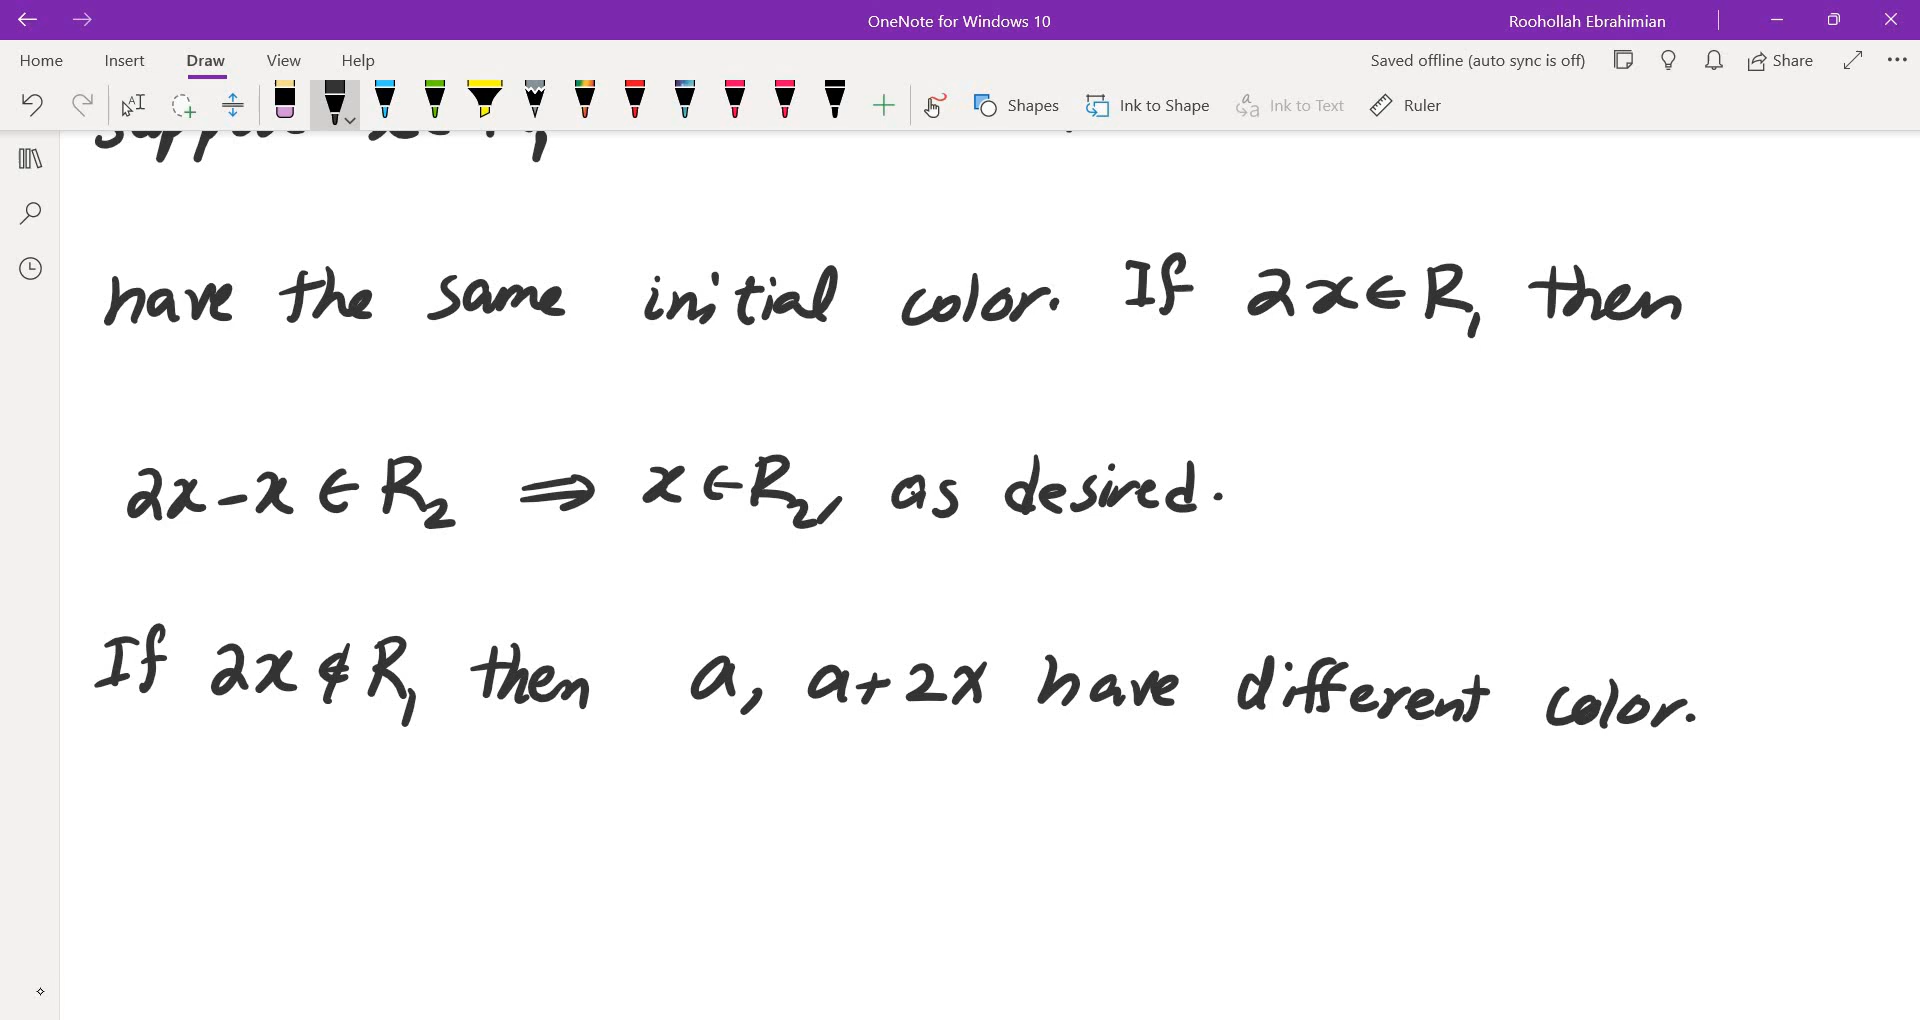 OneNote for Windows 10
Roohollah Ebrahimian
Home Insert Draw View Help
Saved offline (auto sync is off) Share
Shapes Ink to Shape Ink to Text Ruler
have the same initial color. If 2x ∈ R₁ then
2x - x ∈ R₂ ⟹ x ∈ R₂, as desired.
If 2x ∉ R₁ then a, a+2x have different color.